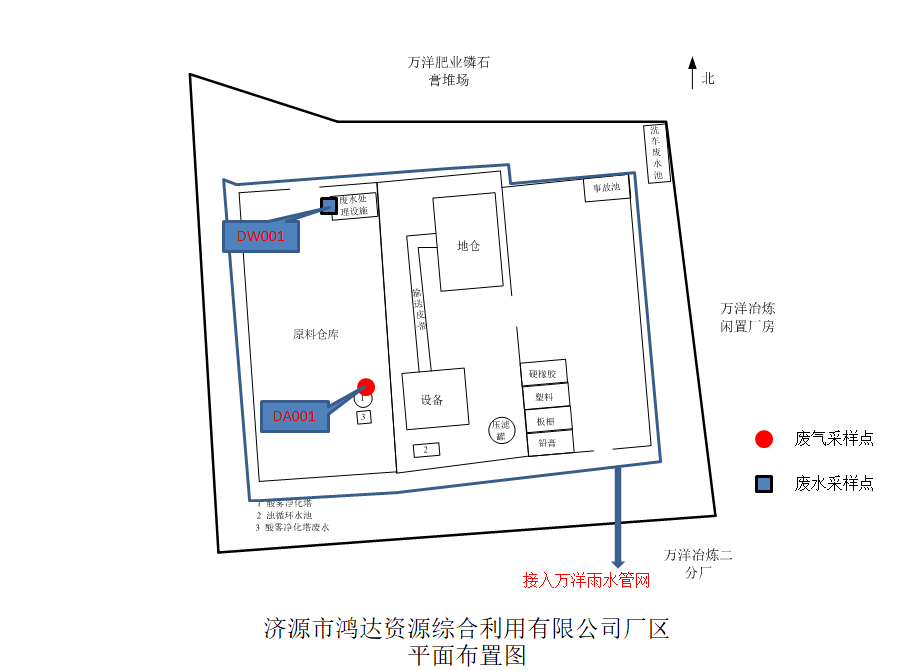 万洋肥业磷石
膏堆场
北
洗车废水池
事故池
废水处
理设施
DW001
地仓
输送皮带
原料仓库
万洋冶炼
闲置厂房
硬橡胶
塑料
板栅
铅膏
设备
压滤
罐
1
3
2
DA001
废气采样点
废水采样点
1 酸雾净化塔
2 浊循环水池
3 酸雾净化塔废水
万洋冶炼二
分厂
接入万洋雨水管网
济源市鸿达资源综合利用有限公司厂区
平面布置图